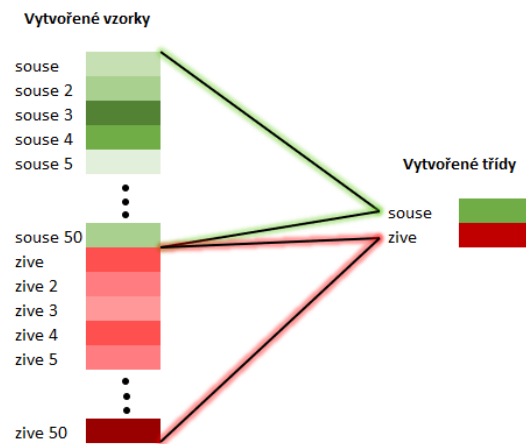 Vytvořené vzorky
souse
souse 2
souse 3
souse 4
souse 5
souse 50
zive
zive 2
zive 3
zive 4
zive 5
zive 50
Vytvořené třídy
souse
zive